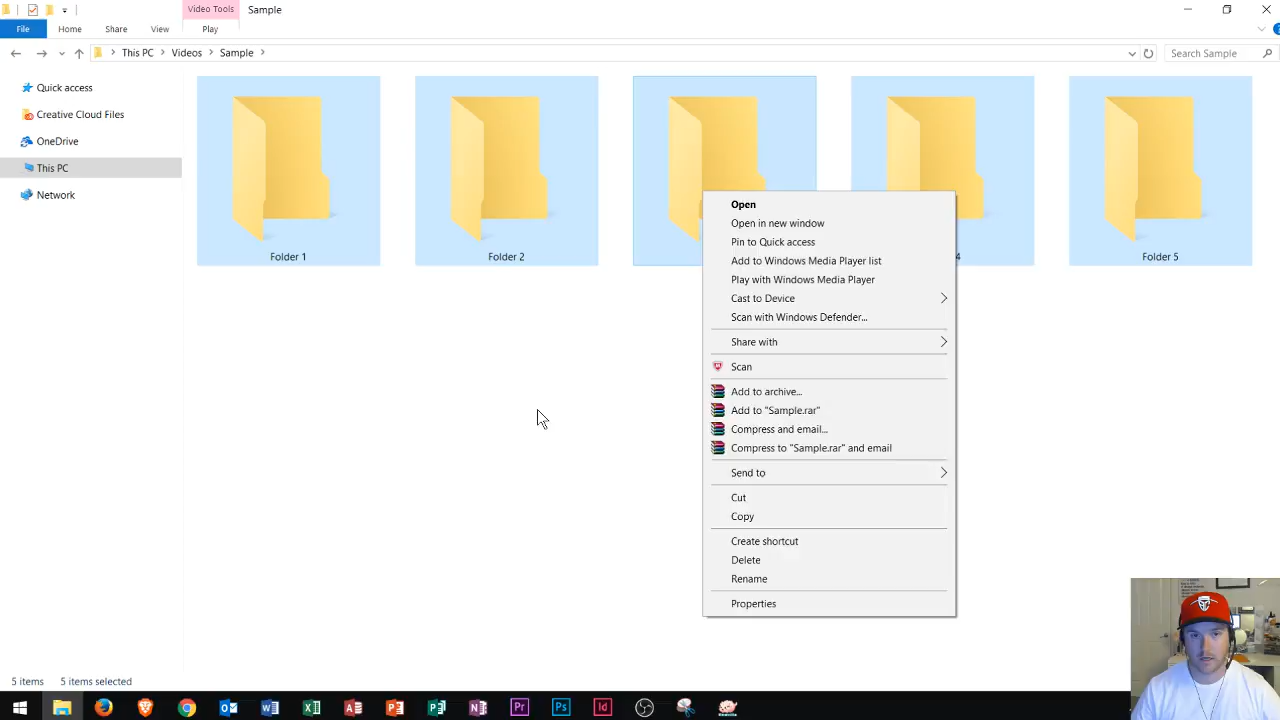 Video Tools
Sample
File
Home
Share
View
Play
This PC
Videos
Sample
Search Sample
Quick access
Creative Cloud Files
OneDrive
This PC
Network
Folder 1
Folder 2
4
Folder 5
Open
Open in new window
Pin to Quick access
Add to Windows Media Player list
Play with Windows Media Player
Cast to Device
Scan with Windows Defender...
Share with
Scan
Add to archive...
Add to "Sample.rar"
Compress and email...
Compress to "Sample.rar" and email
Send to
Cut
Copy
Create shortcut
Delete
Rename
Properties
5 items
5 items selected
Pr
Ps
Id